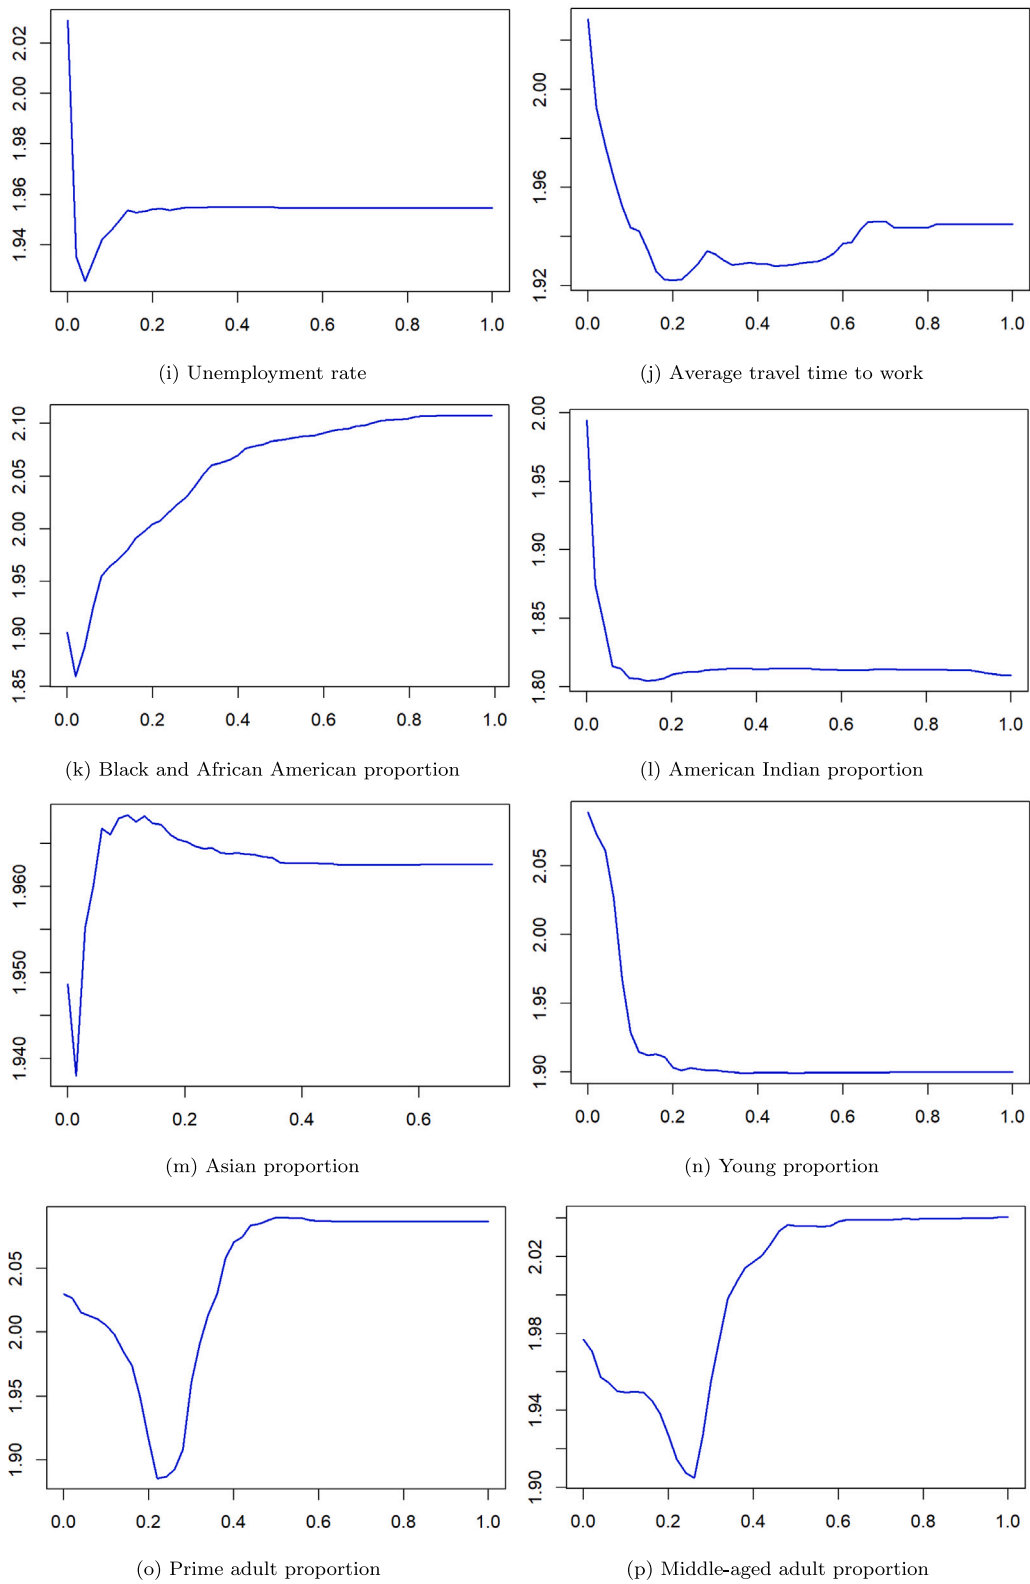 2.02
2.00
1.98
1.96
1.94
0.0 0.2 0.4 0.6 0.8 1.0
(i) Unemployment rate
2.00
1.96
1.92
0.0 0.2 0.4 0.6 0.8 1.0
(j) Average travel time to work
2.10
2.05
2.00
1.95
1.90
1.85
0.0 0.2 0.4 0.6 0.8 1.0
(k) Black and African American proportion
2.00
1.95
1.90
1.85
1.80
0.0 0.2 0.4 0.6 0.8 1.0
(l) American Indian proportion
1.960
1.950
1.940
0.0 0.2 0.4 0.6
(m) Asian proportion
2.05
2.00
1.95
1.90
0.0 0.2 0.4 0.6 0.8 1.0
(n) Young proportion
2.05
2.00
1.95
1.90
0.0 0.2 0.4 0.6 0.8 1.0
(o) Prime adult proportion
2.02
1.98
1.94
1.90
0.0 0.2 0.4 0.6 0.8 1.0
(p) Middle-aged adult proportion